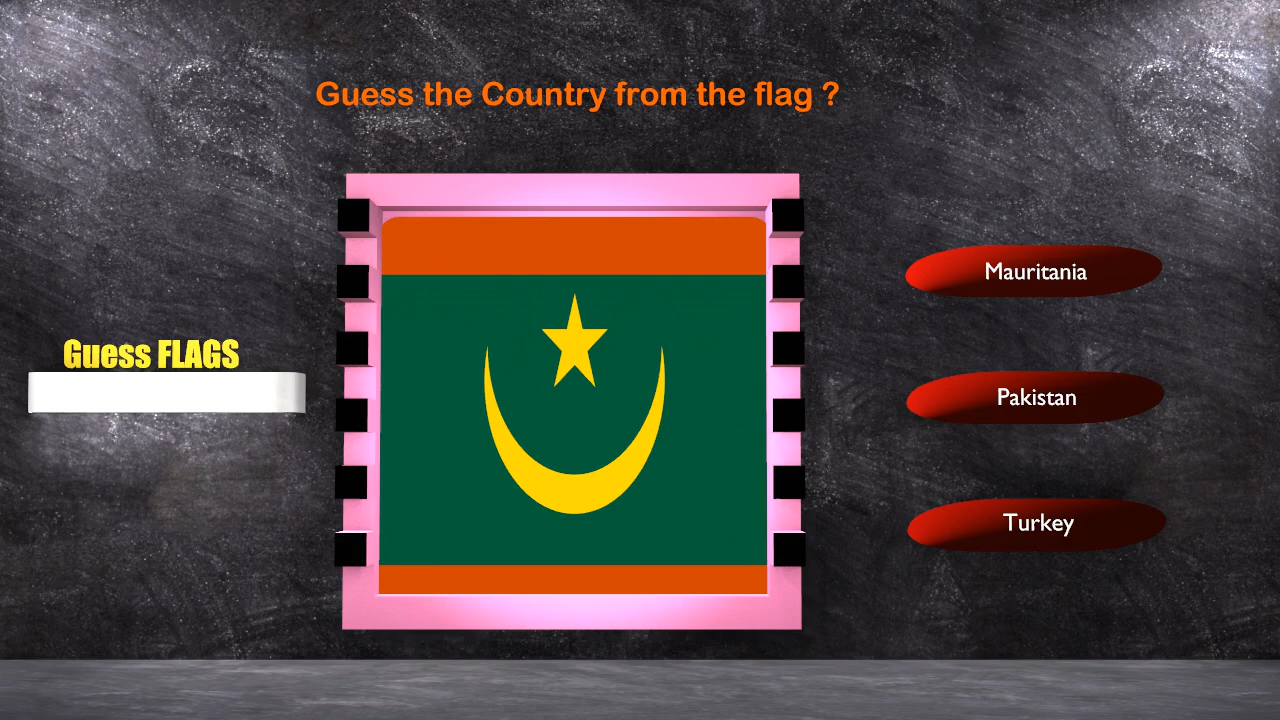 Guess the Country from the flag ?
Guess FLAGS
Mauritania
Pakistan
Turkey